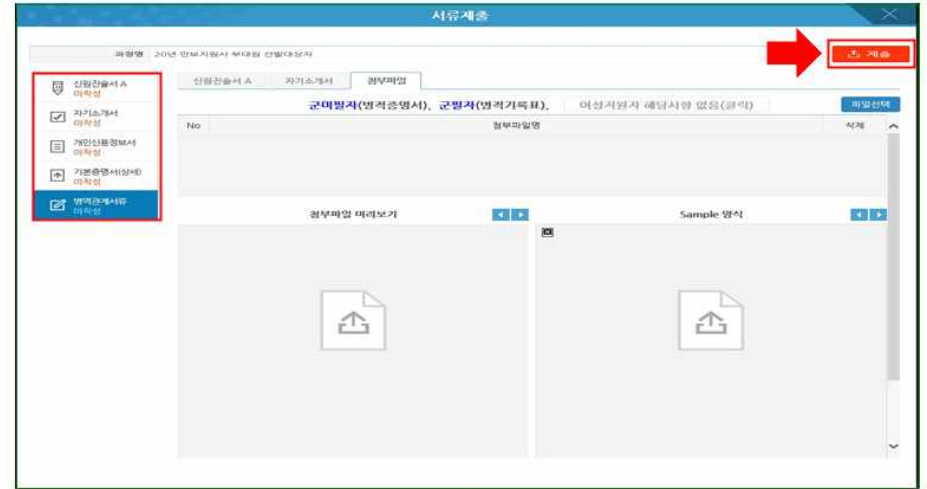 서류제출
과정명 20년 안보지원사 부대원 선발대상자
제출
신원진술서 A
미작성
자기소개서
미작성
개인신용정보서
미작성
기본증명서(상세)
미작성
병역관계서류
미작성
신원진술서 A 자기소개서 첨부파일
군미필자(병적증명서), 군필자(병적기록표), 여성지원자 해당사항 없음(클릭) 파일선택
No 첨부파일명 삭제
첨부파일 미리보기 Sample 양식